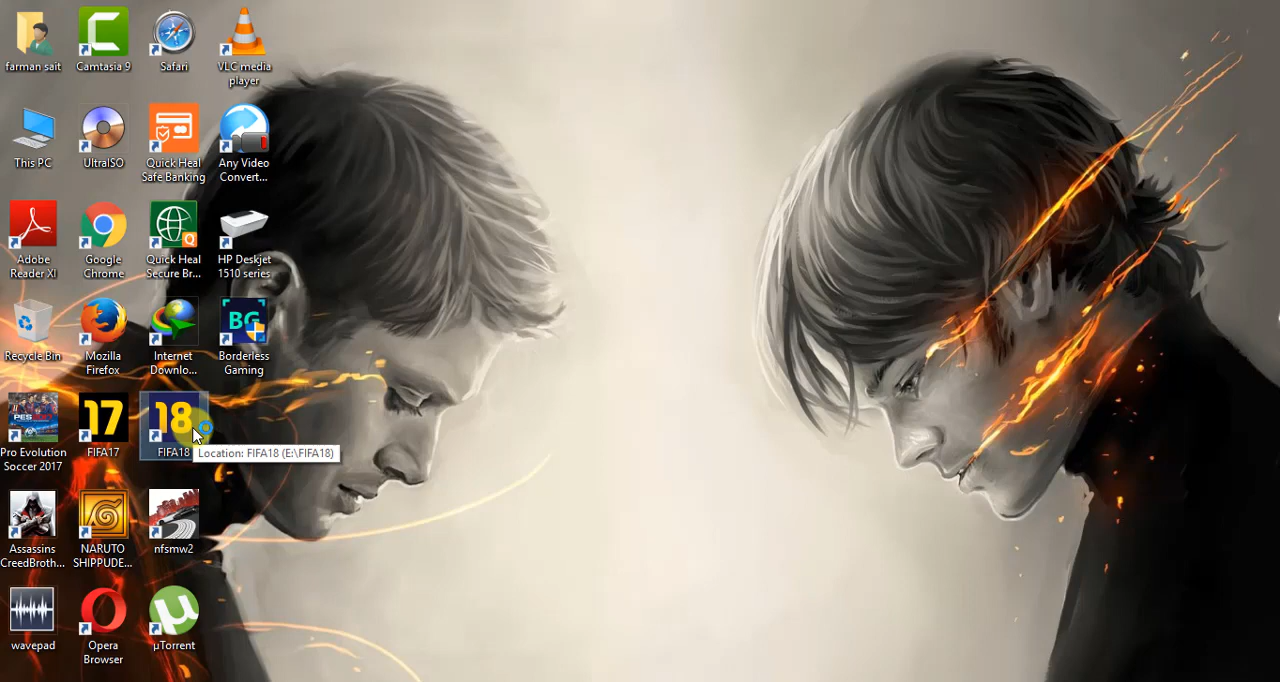 farman sait
Camtasia 9
Safari
VLC media
player
This PC
UltraISO
Quick Heal
Safe Banking
Any Video
Convert...
Adobe
Reader XI
Google
Chrome
Quick Heal
Secure Br...
HP Deskjet
1510 series
Recycle Bin
Mozilla
Firefox
Internet
Downlo...
BG
Borderless
Gaming
PES 2017
Pro Evolution
Soccer 2017
17
FIFA17
18
FIFA18
Location: FIFA18 (E:\FIFA18)
Assassins
CreedBroth...
NARUTO
SHIPPUDE...
nfsmw2
wavepad
Opera
Browser
µTorrent